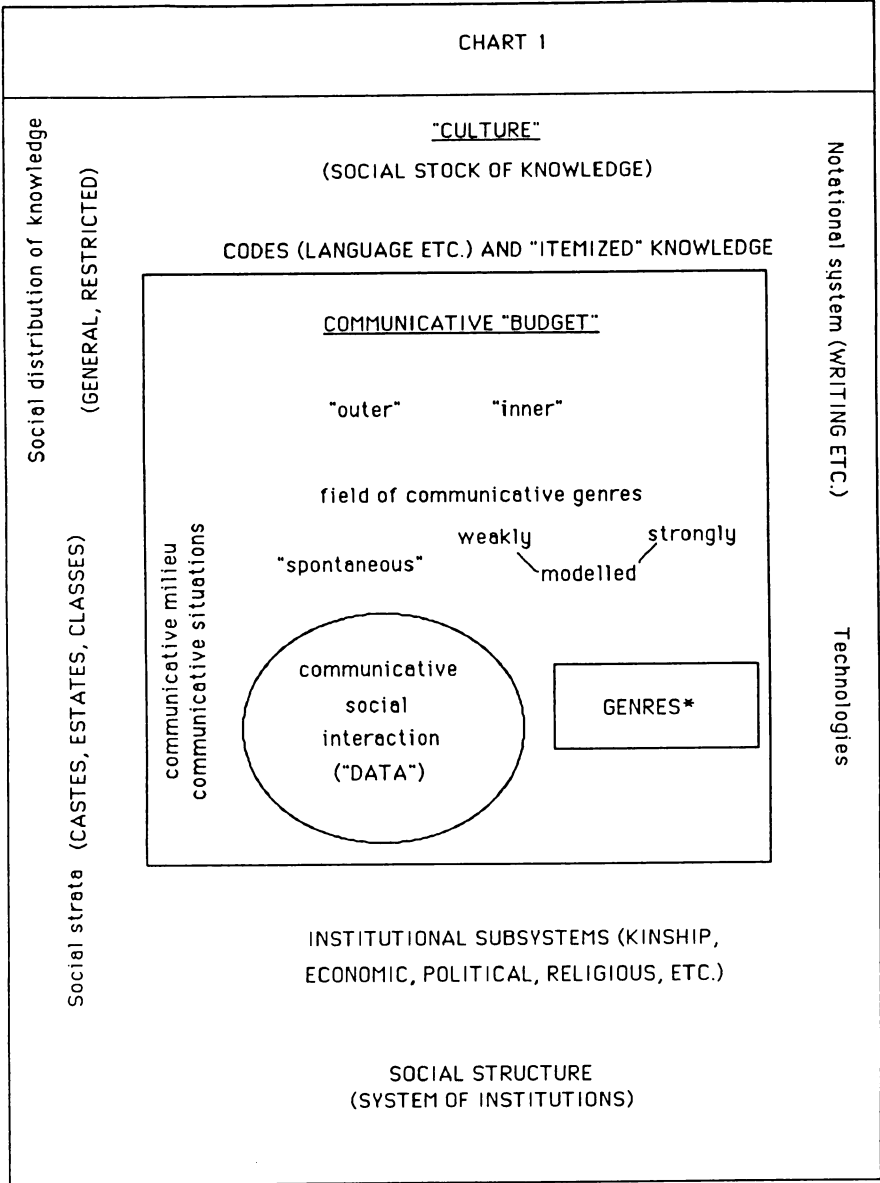 CHART 1
"CULTURE"
(SOCIAL STOCK OF KNOWLEDGE)
CODES (LANGUAGE ETC.) AND "ITEMIZED" KNOWLEDGE
Social distribution of knowledge
(GENERAL, RESTRICTED)
Notational system (WRITING ETC.)
COMMUNICATIVE "BUDGET"
"outer" "inner"
field of communicative genres
"spontaneous" weakly strongly
modelled
communicative milieu
communicative situations
communicative
social
interaction
("DATA")
GENRES*
Social strata (CASTES, ESTATES, CLASSES)
Technologies
INSTITUTIONAL SUBSYSTEMS (KINSHIP,
ECONOMIC, POLITICAL, RELIGIOUS, ETC.)
SOCIAL STRUCTURE
(SYSTEM OF INSTITUTIONS)